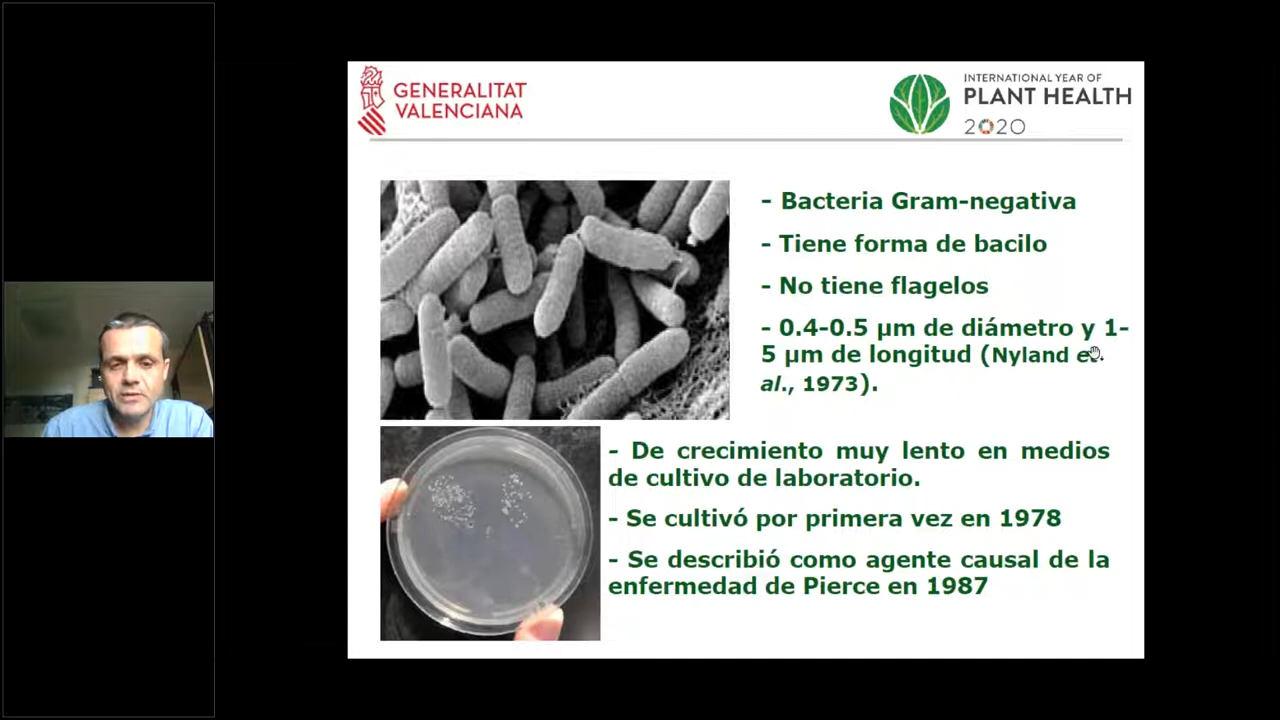 GENERALITAT
VALENCIANA
INTERNATIONAL YEAR OF
PLANT HEALTH
2020
- Bacteria Gram-negativa
- Tiene forma de bacilo
- No tiene flagelos
- 0.4-0.5 µm de diámetro y 1-
5 µm de longitud (Nyland
al., 1973).
- De crecimiento muy lento en medios
de cultivo de laboratorio.
- Se cultivó por primera vez en 1978
- Se describió como agente causal de la
enfermedad de Pierce en 1987